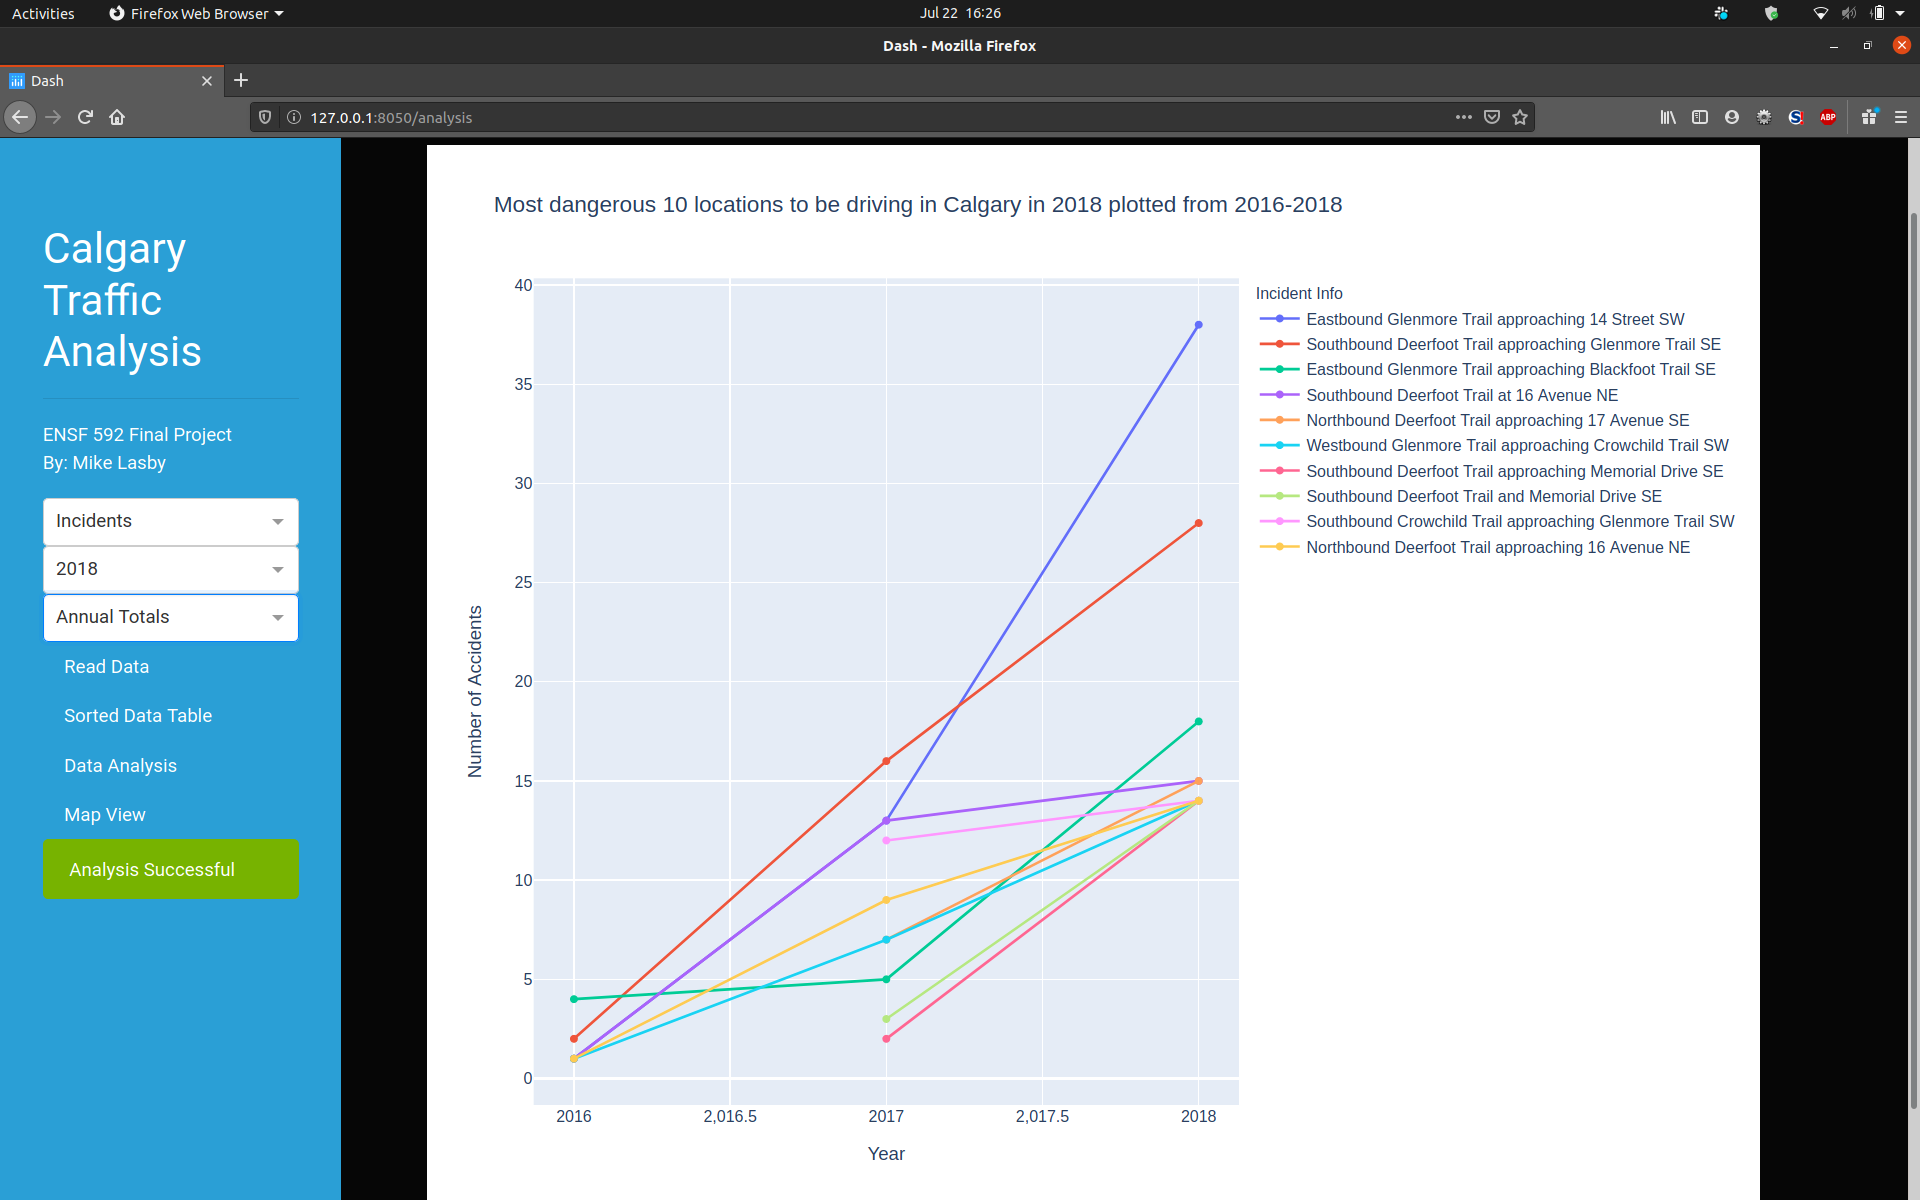 Activities
Firefox Web Browser
Jul 22 16:26
Dash - Mozilla Firefox
Dash
127.0.0.1:8050/analysis
ABP
Calgary
Traffic
Analysis
ENSF 592 Final Project
By: Mike Lasby
Incidents
2018
Annual Totals
Read Data
Sorted Data Table
Data Analysis
Map View
Analysis Successful
Most dangerous 10 locations to be driving in Calgary in 2018 plotted from 2016-2018
40
35
30
25
20
15
10
5
0
Number of Accidents
2016
2,016.5
2017
2,017.5
2018
Year
Incident Info
Eastbound Glenmore Trail approaching 14 Street SW
Southbound Deerfoot Trail approaching Glenmore Trail SE
Eastbound Glenmore Trail approaching Blackfoot Trail SE
Southbound Deerfoot Trail at 16 Avenue NE
Northbound Deerfoot Trail approaching 17 Avenue SE
Westbound Glenmore Trail approaching Crowchild Trail SW
Southbound Deerfoot Trail approaching Memorial Drive SE
Southbound Deerfoot Trail and Memorial Drive SE
Southbound Crowchild Trail approaching Glenmore Trail SW
Northbound Deerfoot Trail approaching 16 Avenue NE